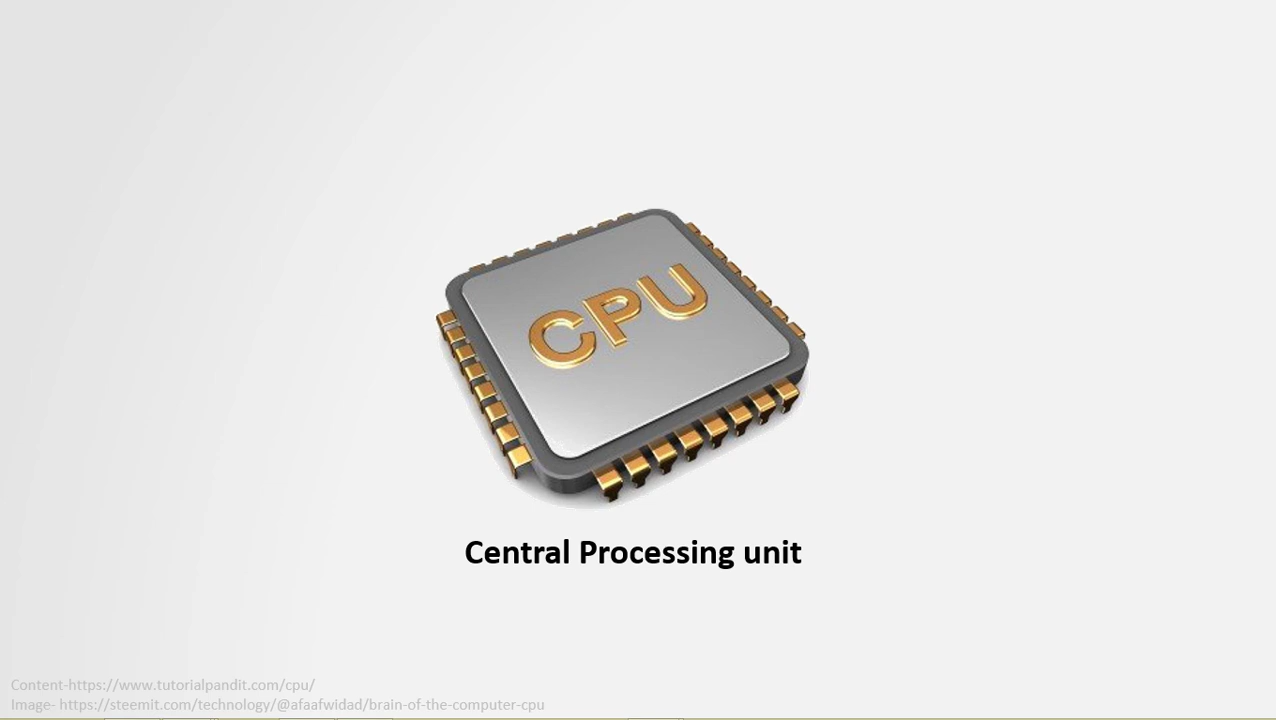 CPU
Central Processing unit
Content-https://www.tutorialpandit.com/cpu/
Image- https://steemit.com/technology/@afaafwidad/brain-of-the-computer-cpu